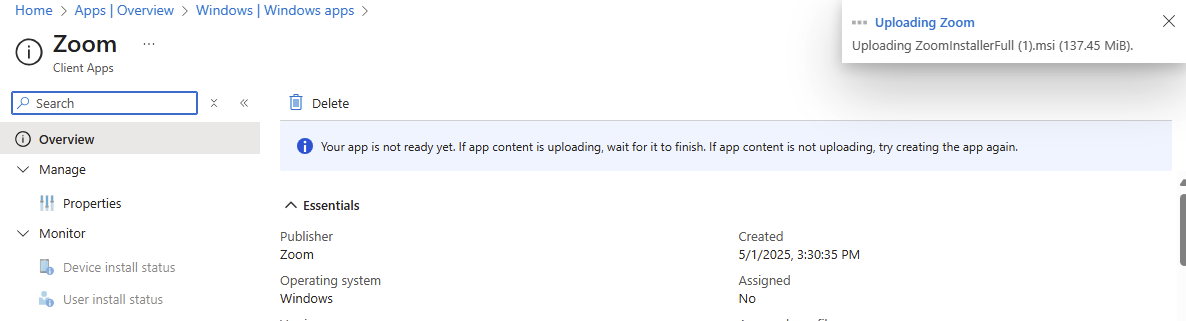 Home > Apps | Overview > Windows | Windows apps >
Uploading Zoom
Uploading ZoomInstallerFull (1).msi (137.45 MiB).
Zoom ...
Client Apps
Search
Delete
Overview
Your app is not ready yet. If app content is uploading, wait for it to finish. If app content is not uploading, try creating the app again.
Manage
Properties
Monitor
Device install status
User install status
Essentials
Publisher
Zoom
Created
5/1/2025, 3:30:35 PM
Operating system
Windows
Assigned
No